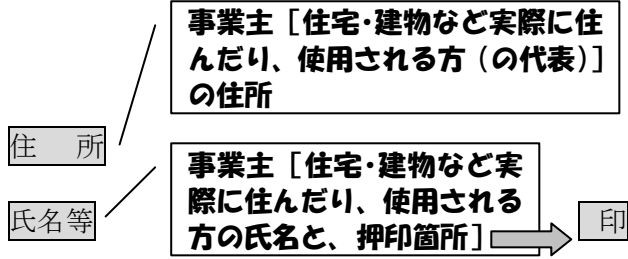 事業主［住宅・建物など実際に住
んだり、使用される方（の代表）］
の住所
住　所
事業主［住宅・建物など実
際に住んだり、使用される
方の氏名と、押印箇所］
氏名等
印